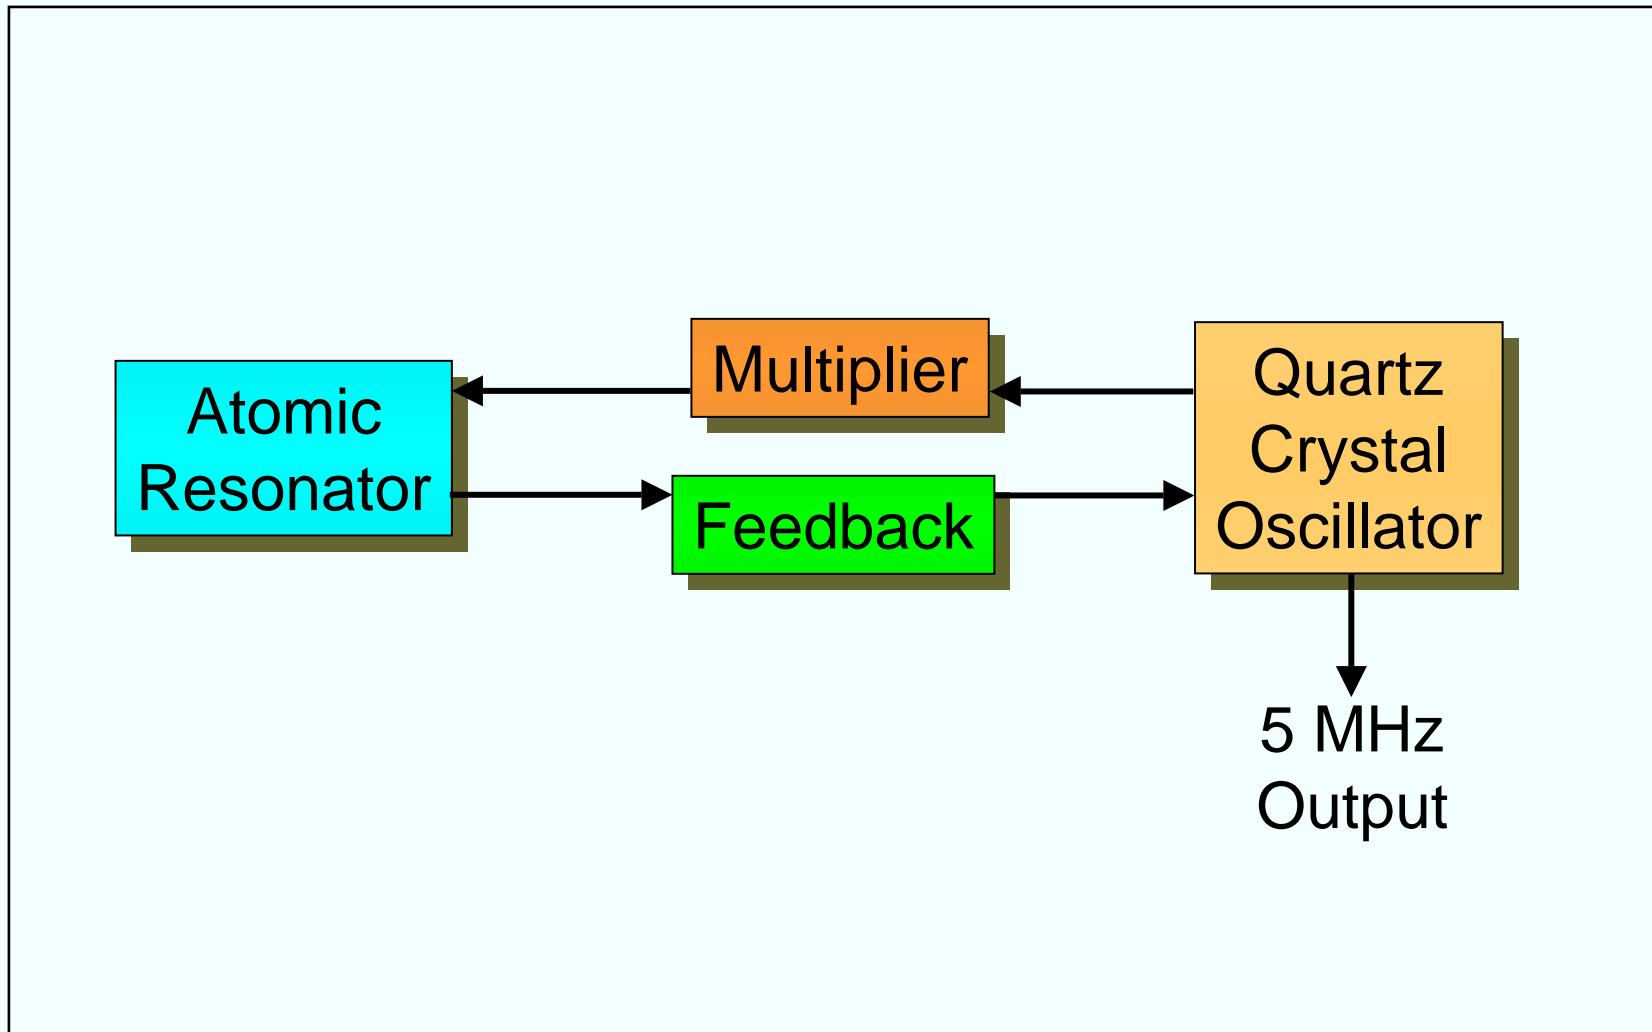 Atomic
Resonator
Multiplier
Feedback
Quartz
Crystal
Oscillator
5 MHz
Output